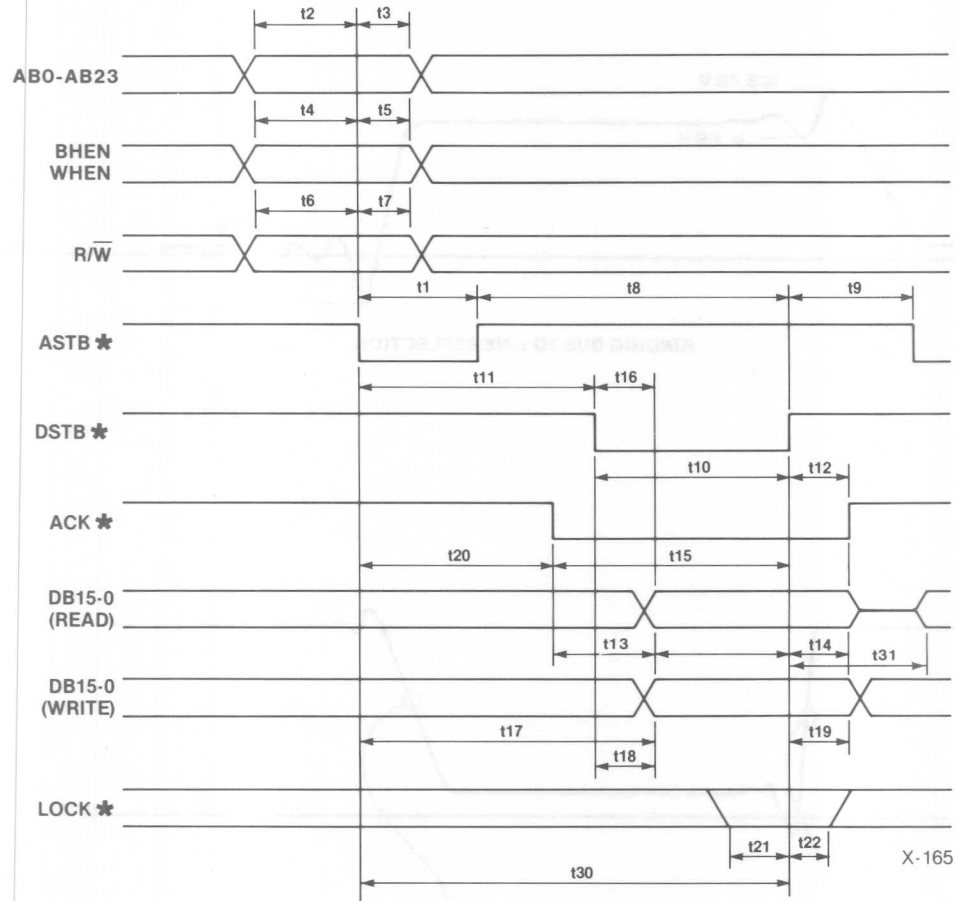 t2 t3
AB0-AB23
t4 t5
BHEN
WHEN
t6 t7
R/W̅
t1 t8 t9
ASTB ★
t11 t16
DSTB ★
t10 t12
ACK ★
t20 t15
DB15-0
(READ)
t13 t14
t31
DB15-0
(WRITE)
t17 t19
t18
LOCK ★
t21 t22
X-165
t30